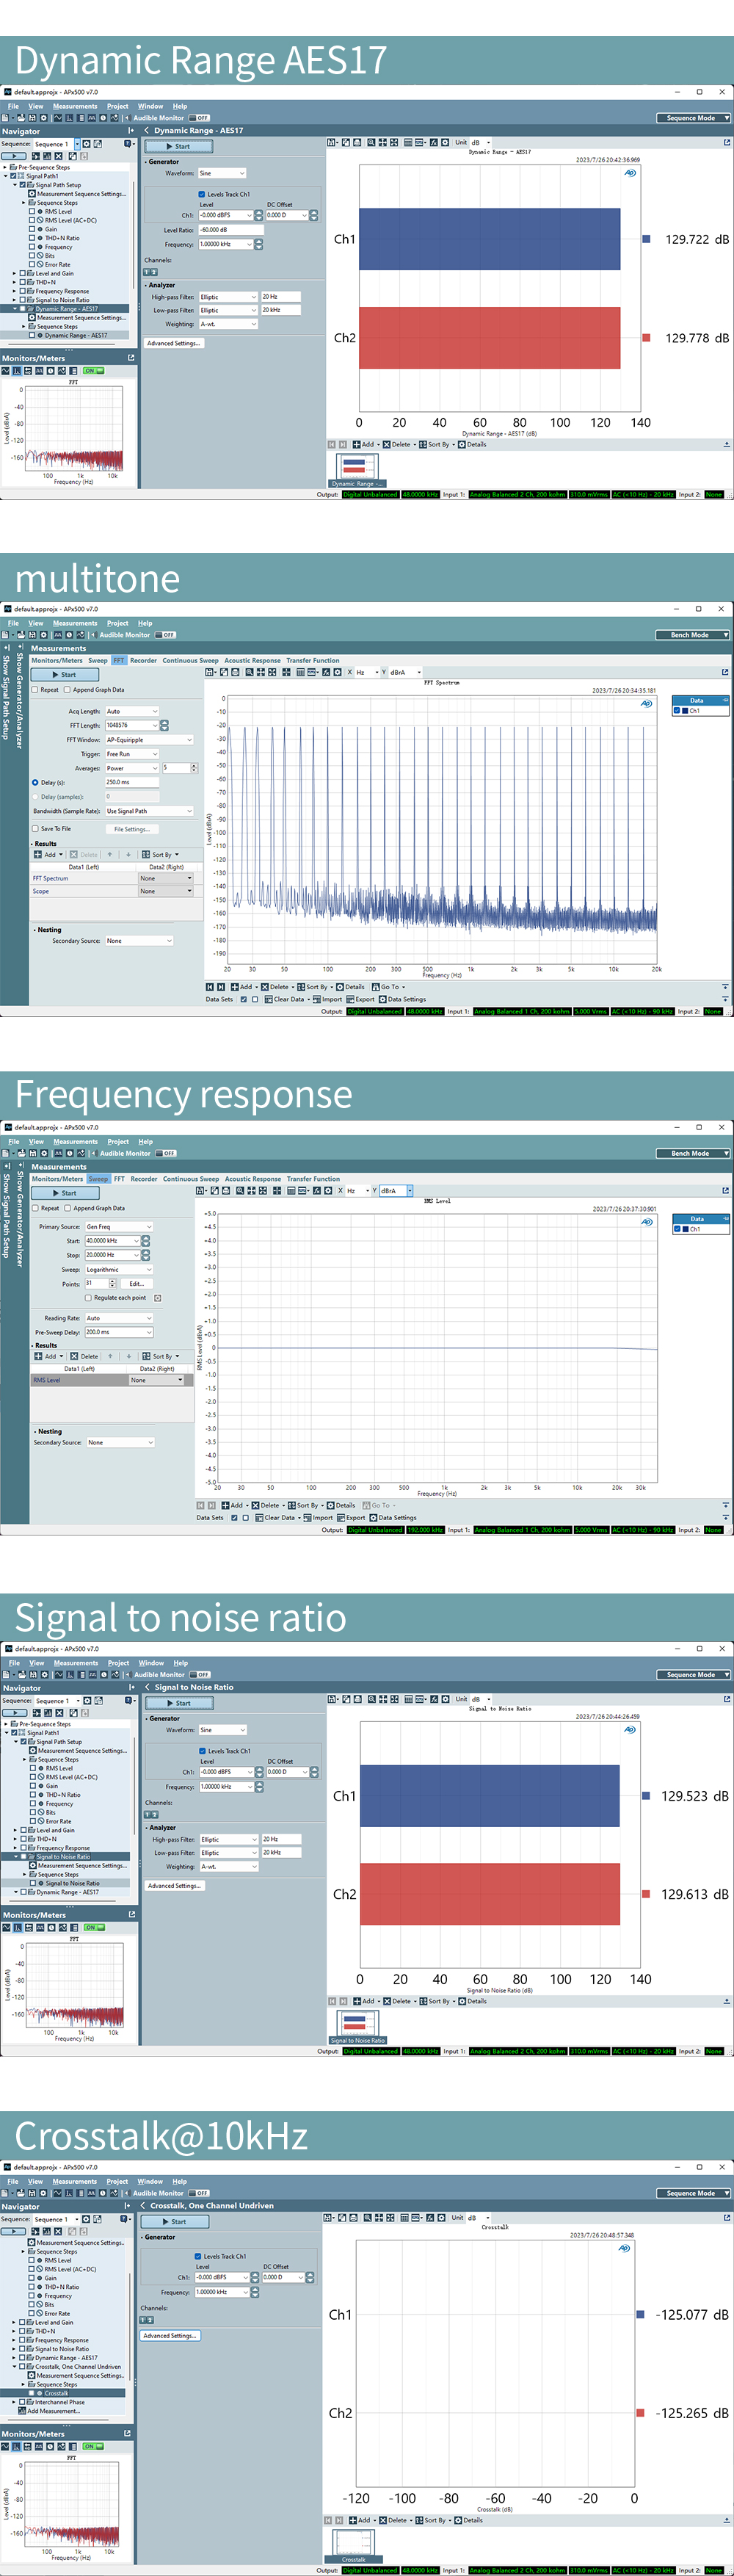 Dynamic Range AES17
default.approjx - APx500 v7.0
File View Measurements Project Window Help
Audible Monitor OFF
Sequence Mode
Navigator
Dynamic Range - AES17
Sequence: Sequence 1
Start
Unit dB
Pre-Sequence Steps
Signal Path1
Signal Path Setup
Measurement Sequence Settings...
Sequence Steps
RMS Level
RMS Level (AC+DC)
Gain
THD+N Ratio
Frequency
Bits
Error Rate
Level and Gain
THD+N
Frequency Response
Signal to Noise Ratio
Dynamic Range - AES17
Measurement Sequence Settings...
Sequence Steps
Dynamic Range - AES17
Generator
Waveform: Sine
Levels Track Ch1
Level DC Offset
Ch1: -0.000 dBFS 0.000 D
Level Ratio: -60.000 dB
Frequency: 1.00000 kHz
Channels:
Analyzer
High-pass Filter: Elliptic 20 Hz
Low-pass Filter: Elliptic 20 kHz
Weighting: A-wt.
Advanced Settings...
Dynamic Range - AES17
2023/7/26 20:42:36.969
Ch1 129.722 dB
Ch2 129.778 dB
0 20 40 60 80 100 120 140
Dynamic Range - AES17 (dB)
Add Delete Sort By Details
Dynamic Range -...
Monitors/Meters
ON
FFT
Level (dBrA)
0
-40
-80
-120
-160
100 1k 10k
Frequency (Hz)
Output: Digital Unbalanced 48.0000 kHz Input 1: Analog Balanced 2 Ch, 200 kohm 310.0 mVrms AC (<10 Hz) - 20 kHz Input 2: None
multitone
default.approjx - APx500 v7.0
File View Measurements Project Help
Audible Monitor OFF
Bench Mode
Show Signal Path Setup
Show Generator/Analyzer
Measurements
Monitors/Meters Sweep FFT Recorder Continuous Sweep Acoustic Response Transfer Function
Start
X Hz Y dBrA
Repeat Append Graph Data
Acq Length: Auto
FFT Length: 1048576
FFT Window: AP-Equiripple
Trigger: Free Run
Averages: Power 5
Delay (s): 250.0 ms
Delay (samples): 0
Bandwidth (Sample Rate): Use Signal Path
Save To File File Settings...
Results
Add Delete Sort By
Data1 (Left) Data2 (Right)
FFT Spectrum None
Scope None
Nesting
Secondary Source: None
FFT Spectrum
2023/7/26 20:34:35.181
Data
Ch1
Level (dBrA)
0
-10
-20
-30
-40
-50
-60
-70
-80
-90
-100
-110
-120
-130
-140
-150
-160
-170
-180
-190
20 30 50 100 200 300 500 1k 2k 3k 5k 10k 20k
Frequency (Hz)
Add Delete Sort By Details Go To
Data Sets Clear Data Import Export Data Settings
Output: Digital Unbalanced 48.0000 kHz Input 1: Analog Balanced 1 Ch, 200 kohm 5.000 Vrms AC (<10 Hz) - 90 kHz Input 2: None
Frequency response
default.approjx - APx500 v7.0
File View Measurements Project Help
Audible Monitor OFF
Bench Mode
Show Signal Path Setup
Show Generator/Analyzer
Measurements
Monitors/Meters Sweep FFT Recorder Continuous Sweep Acoustic Response Transfer Function
Start
X Hz Y dBrA
Repeat Append Graph Data
Primary Source: Gen Freq
Start: 40.0000 kHz
Stop: 20.0000 Hz
Sweep: Logarithmic
Points: 31 Edit...
Regulate each point
Reading Rate: Auto
Pre-Sweep Delay: 200.0 ms
Results
Add Delete Sort By
Data1 (Left) Data2 (Right)
RMS Level None
Nesting
Secondary Source: None
RMS Level
2023/7/26 20:37:30.901
Data
Ch1
RMS Level (dBrA)
+5.0
+4.5
+4.0
+3.5
+3.0
+2.5
+2.0
+1.5
+1.0
+0.5
0
-0.5
-1.0
-1.5
-2.0
-2.5
-3.0
-3.5
-4.0
-4.5
-5.0
20 30 50 100 200 300 500 1k 2k 3k 5k 10k 20k 30k
Frequency (Hz)
Add Delete Sort By Details Go To
Data Sets Clear Data Import Export Data Settings
Output: Digital Unbalanced 192.000 kHz Input 1: Analog Balanced 1 Ch, 200 kohm 5.000 Vrms AC (<10 Hz) - 90 kHz Input 2: None
Signal to noise ratio
default.approjx - APx500 v7.0
File View Measurements Project Window Help
Audible Monitor OFF
Sequence Mode
Navigator
Signal to Noise Ratio
Sequence: Sequence 1
Start
Unit dB
Pre-Sequence Steps
Signal Path1
Signal Path Setup
Measurement Sequence Settings...
Sequence Steps
RMS Level
RMS Level (AC+DC)
Gain
THD+N Ratio
Frequency
Bits
Error Rate
Level and Gain
THD+N
Frequency Response
Signal to Noise Ratio
Measurement Sequence Settings...
Sequence Steps
Signal to Noise Ratio
Dynamic Range - AES17
Generator
Waveform: Sine
Levels Track Ch1
Level DC Offset
Ch1: -0.000 dBFS 0.000 D
Frequency: 1.00000 kHz
Channels:
Analyzer
High-pass Filter: Elliptic 20 Hz
Low-pass Filter: Elliptic 20 kHz
Weighting: A-wt.
Advanced Settings...
Signal to Noise Ratio
2023/7/26 20:44:26.459
Ch1 129.523 dB
Ch2 129.613 dB
0 20 40 60 80 100 120 140
Signal to Noise Ratio (dB)
Add Delete Sort By Details
Signal to Noise Ratio
Monitors/Meters
ON
FFT
Level (dBrA)
0
-40
-80
-120
-160
100 1k 10k
Frequency (Hz)
Output: Digital Unbalanced 48.0000 kHz Input 1: Analog Balanced 2 Ch, 200 kohm 310.0 mVrms AC (<10 Hz) - 20 kHz Input 2: None
Crosstalk@10kHz
default.approjx - APx500 v7.0
File View Measurements Project Window Help
Audible Monitor OFF
Sequence Mode
Navigator
Crosstalk, One Channel Undriven
Sequence: Sequence 1
Start
Unit dB
Measurement Sequence Settings...
Sequence Steps
RMS Level
RMS Level (AC+DC)
Gain
THD+N Ratio
Frequency
Bits
Error Rate
Level and Gain
THD+N
Frequency Response
Signal to Noise Ratio
Dynamic Range - AES17
Crosstalk, One Channel Undriven
Measurement Sequence Settings...
Sequence Steps
Crosstalk
Interchannel Phase
Add Measurement...
Generator
Levels Track Ch1
Level DC Offset
Ch1: -0.000 dBFS 0.000 D
Frequency: 1.00000 kHz
Channels:
Advanced Settings...
Crosstalk
2023/7/26 20:48:57.348
Ch1 -125.077 dB
Ch2 -125.265 dB
-120 -100 -80 -60 -40 -20 0
Crosstalk (dB)
Add Delete Sort By Details
Crosstalk
Monitors/Meters
ON
FFT
Level (dBrA)
0
-40
-80
-120
-160
100 1k 10k
Frequency (Hz)
Output: Digital Unbalanced 48.0000 kHz Input 1: Analog Balanced 2 Ch, 200 kohm 310.0 mVrms AC (<10 Hz) - 20 kHz Input 2: None